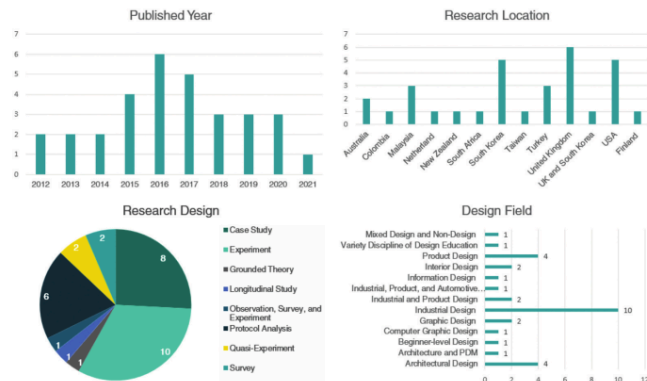 Published Year
7
6
5
4
3
2
1
0
2012 2013 2014 2015 2016 2017 2018 2019 2020 2021
Research Location
7
6
5
4
3
2
1
0
Australia
Colombia
Malaysia
Netherland
New Zealand
South Africa
South Korea
Taiwan
Turkey
United Kingdom
UK and South Korea
USA
Finland
Research Design
2
2
8
6
1
1
1
10
Case Study
Experiment
Grounded Theory
Longitudinal Study
Observation, Survey, and
Experiment
Protocol Analysis
Quasi-Experiment
Survey
Design Field
Mixed Design and Non-Design 1
Variety Discipline of Design Education 1
Product Design 4
Interior Design 2
Information Design 1
Industrial, Product, and Automotive... 1
Industrial and Product Design 2
Industrial Design 10
Graphic Design 2
Computer Graphic Design 1
Beginner-level Design 1
Architecture and PDM 1
Architectural Design 4
0 2 4 6 8 10 12